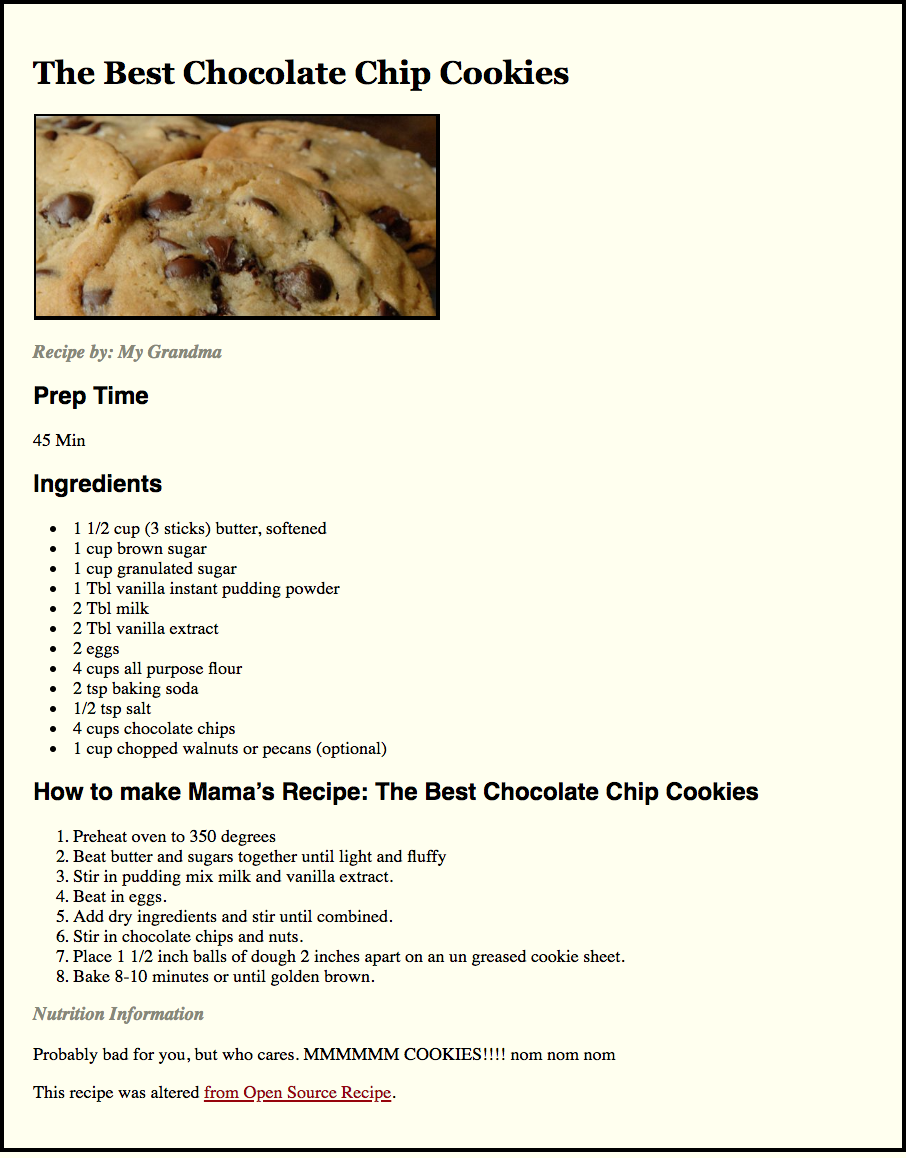 The Best Chocolate Chip Cookies
Recipe by: My Grandma
Prep Time
45 Min
Ingredients
• 1 1/2 cup (3 sticks) butter, softened
• 1 cup brown sugar
• 1 cup granulated sugar
• 1 Tbl vanilla instant pudding powder
• 2 Tbl milk
• 2 Tbl vanilla extract
• 2 eggs
• 4 cups all purpose flour
• 2 tsp baking soda
• 1/2 tsp salt
• 4 cups chocolate chips
• 1 cup chopped walnuts or pecans (optional)
How to make Mama’s Recipe: The Best Chocolate Chip Cookies
1. Preheat oven to 350 degrees
2. Beat butter and sugars together until light and fluffy
3. Stir in pudding mix milk and vanilla extract.
4. Beat in eggs.
5. Add dry ingredients and stir until combined.
6. Stir in chocolate chips and nuts.
7. Place 1 1/2 inch balls of dough 2 inches apart on an un greased cookie sheet.
8. Bake 8-10 minutes or until golden brown.
Nutrition Information
Probably bad for you, but who cares. MMMMMM COOKIES!!!! nom nom nom
This recipe was altered from Open Source Recipe.